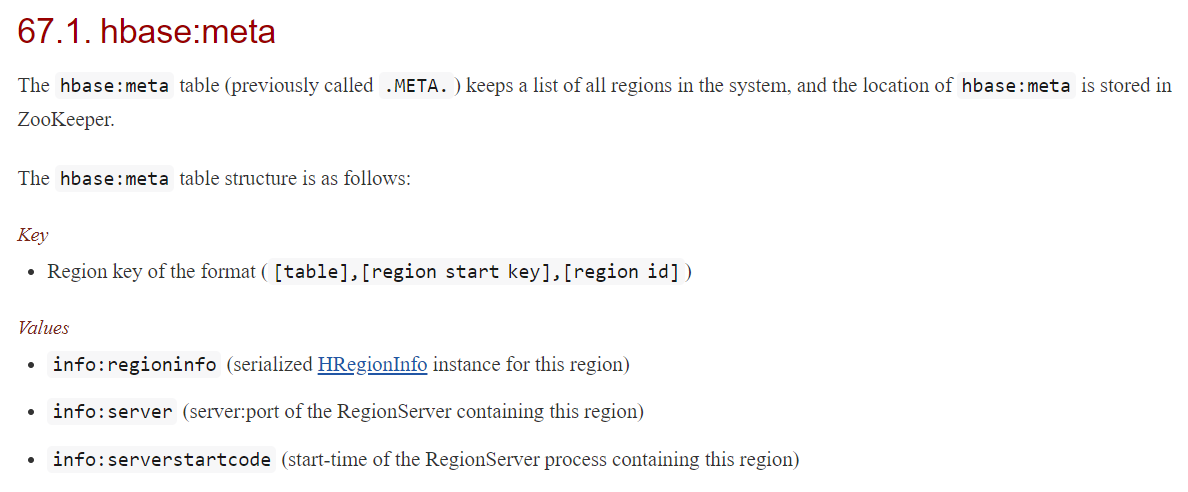 67.1. hbase:meta
The hbase:meta table (previously called .META. ) keeps a list of all regions in the system, and the location of hbase:meta is stored in
ZooKeeper.
The hbase:meta table structure is as follows:
Key
• Region key of the format ( [table],[region start key],[region id] )
Values
• info:regioninfo (serialized HRegionInfo instance for this region)
• info:server (server:port of the RegionServer containing this region)
• info:serverstartcode (start-time of the RegionServer process containing this region)